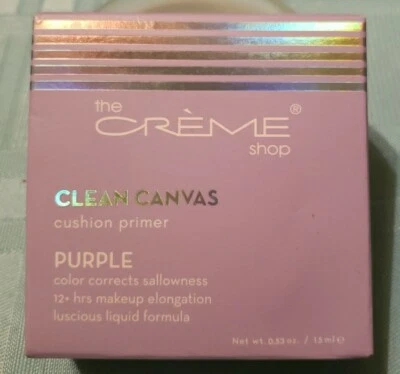 the
CRÈME®
shop
CLEAN CANVAS
cushion primer
PURPLE
color corrects sallowness
12+ hrs makeup elongation
luscious liquid formula
Net wt. 0.53 oz. / 15 ml ℮